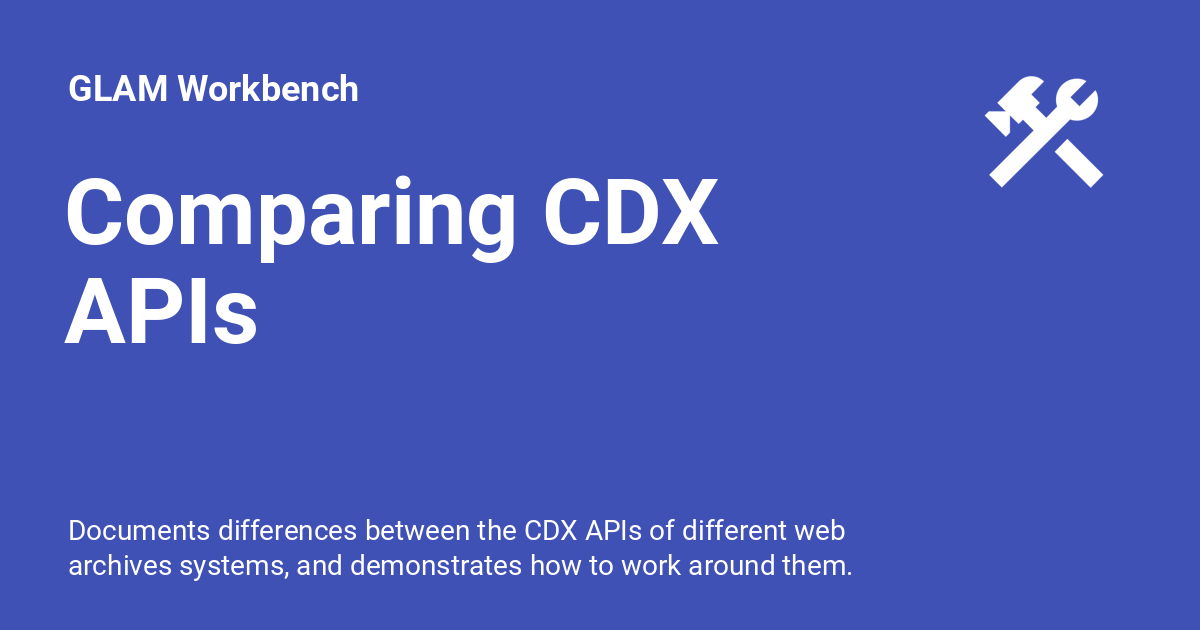 GLAM Workbench
Comparing CDX
APIs
Documents differences between the CDX APIs of different web
archives systems, and demonstrates how to work around them.